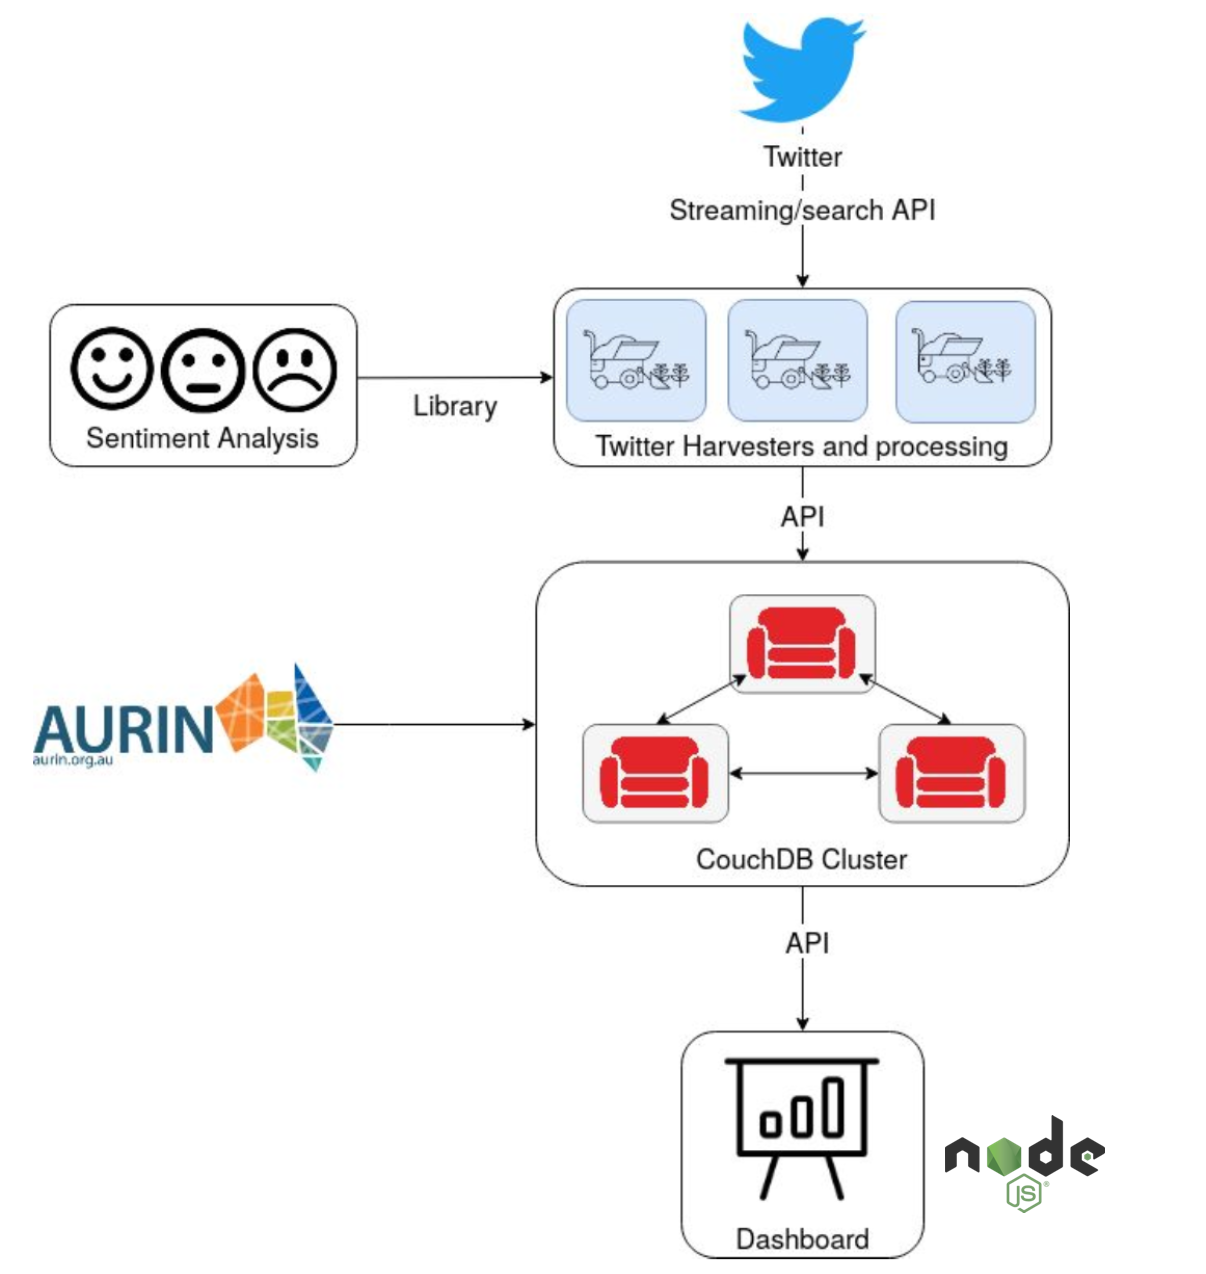 Twitter
Streaming/search API
Library
Sentiment Analysis
Twitter Harvesters and processing
API
AURIN
aurin.org.au
CouchDB Cluster
API
node
JS
Dashboard